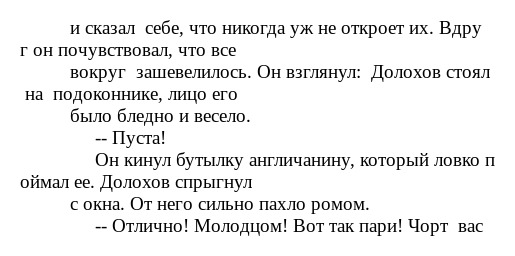 и сказал  себе, что никогда уж не откроет их. Вдру
г он почувствовал, что все
вокруг  зашевелилось. Он взглянул:  Долохов стоял
на  подоконнике, лицо его
было бледно и весело.
-- Пуста!
Он кинул бутылку англичанину, который ловко п
оймал ее. Долохов спрыгнул
с окна. От него сильно пахло ромом.
-- Отлично! Молодцом! Вот так пари! Чорт  вас